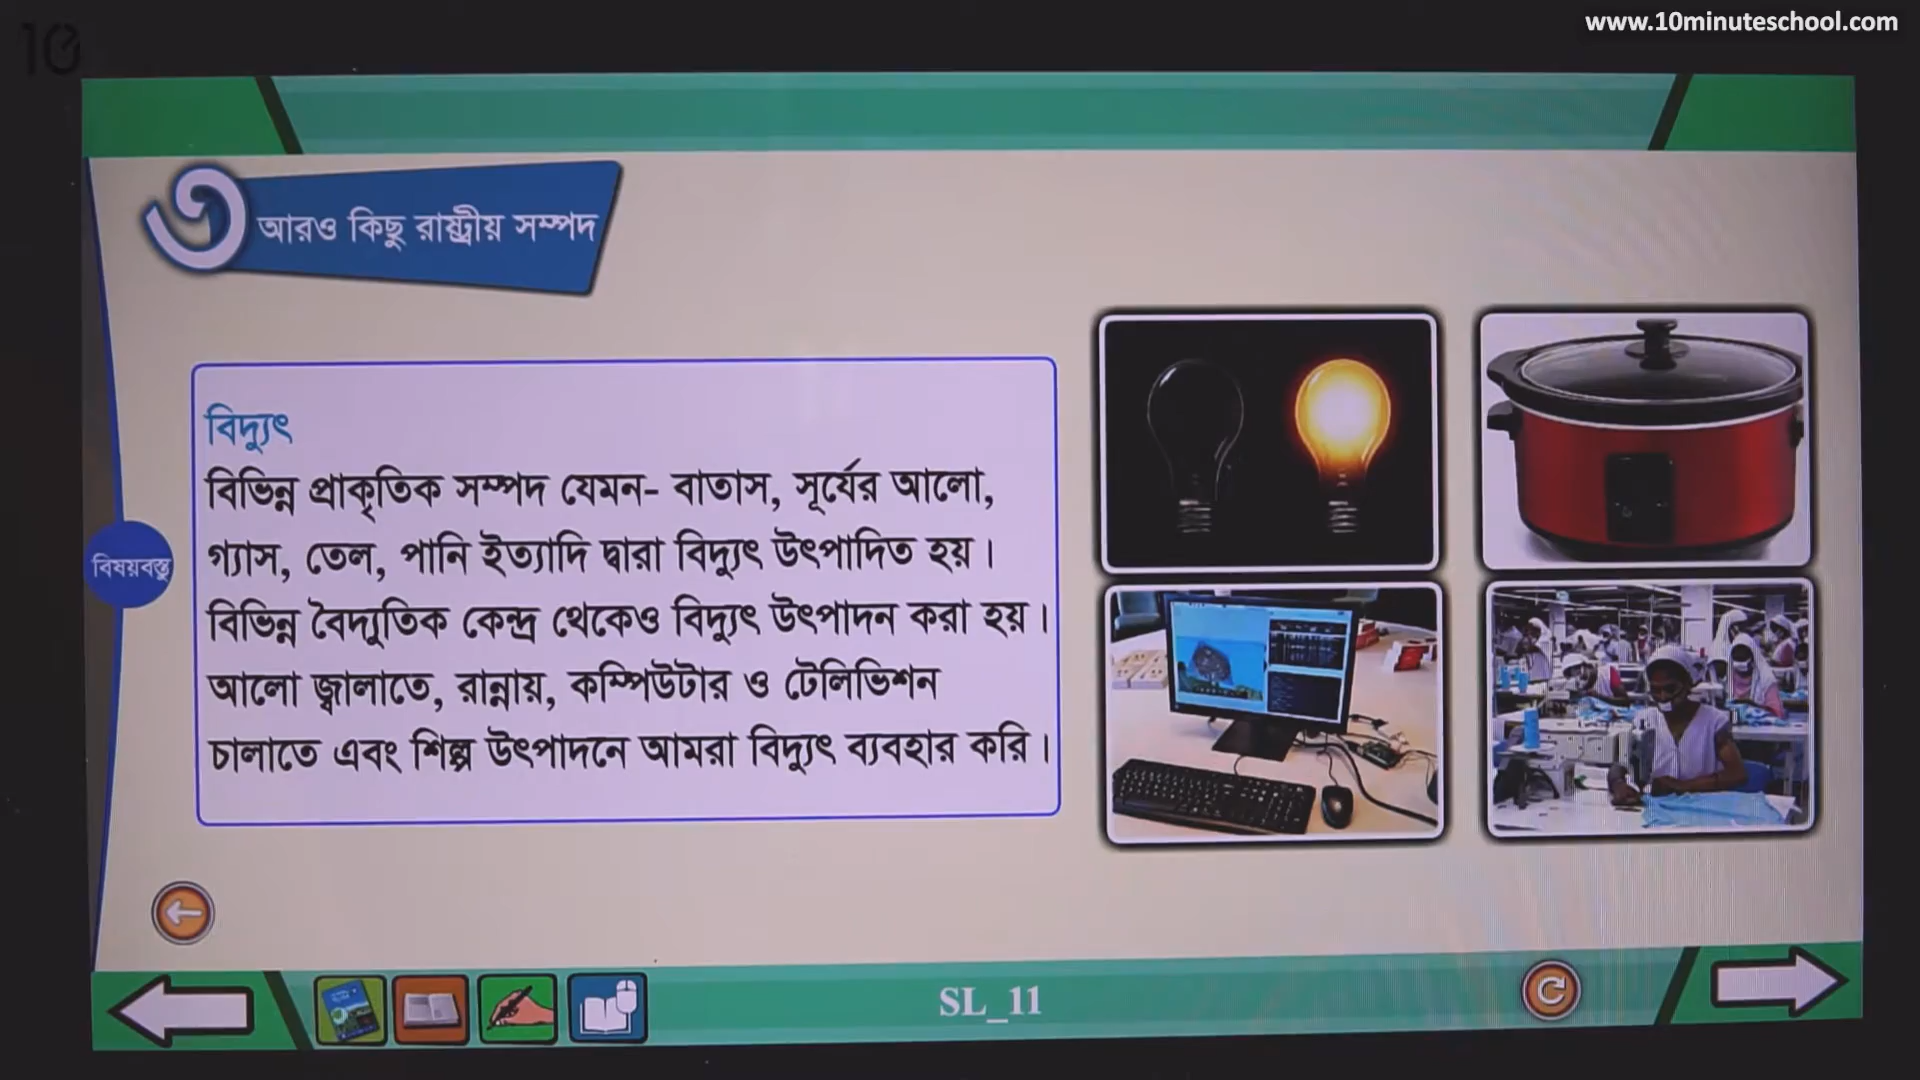 10
www.10minuteschool.com
৩
আরও কিছু রাষ্ট্রীয় সম্পদ
বিদ্যুৎ
বিভিন্ন প্রাকৃতিক সম্পদ যেমন- বাতাস, সূর্যের আলো,
গ্যাস, তেল, পানি ইত্যাদি দ্বারা বিদ্যুৎ উৎপাদিত হয়।
বিষয়বস্তু
বিভিন্ন বৈদ্যুতিক কেন্দ্র থেকেও বিদ্যুৎ উৎপাদন করা হয়।
আলো জ্বালাতে, রান্নায়, কম্পিউটার ও টেলিভিশন
চালাতে এবং শিল্প উৎপাদনে আমরা বিদ্যুৎ ব্যবহার করি।
SL_11